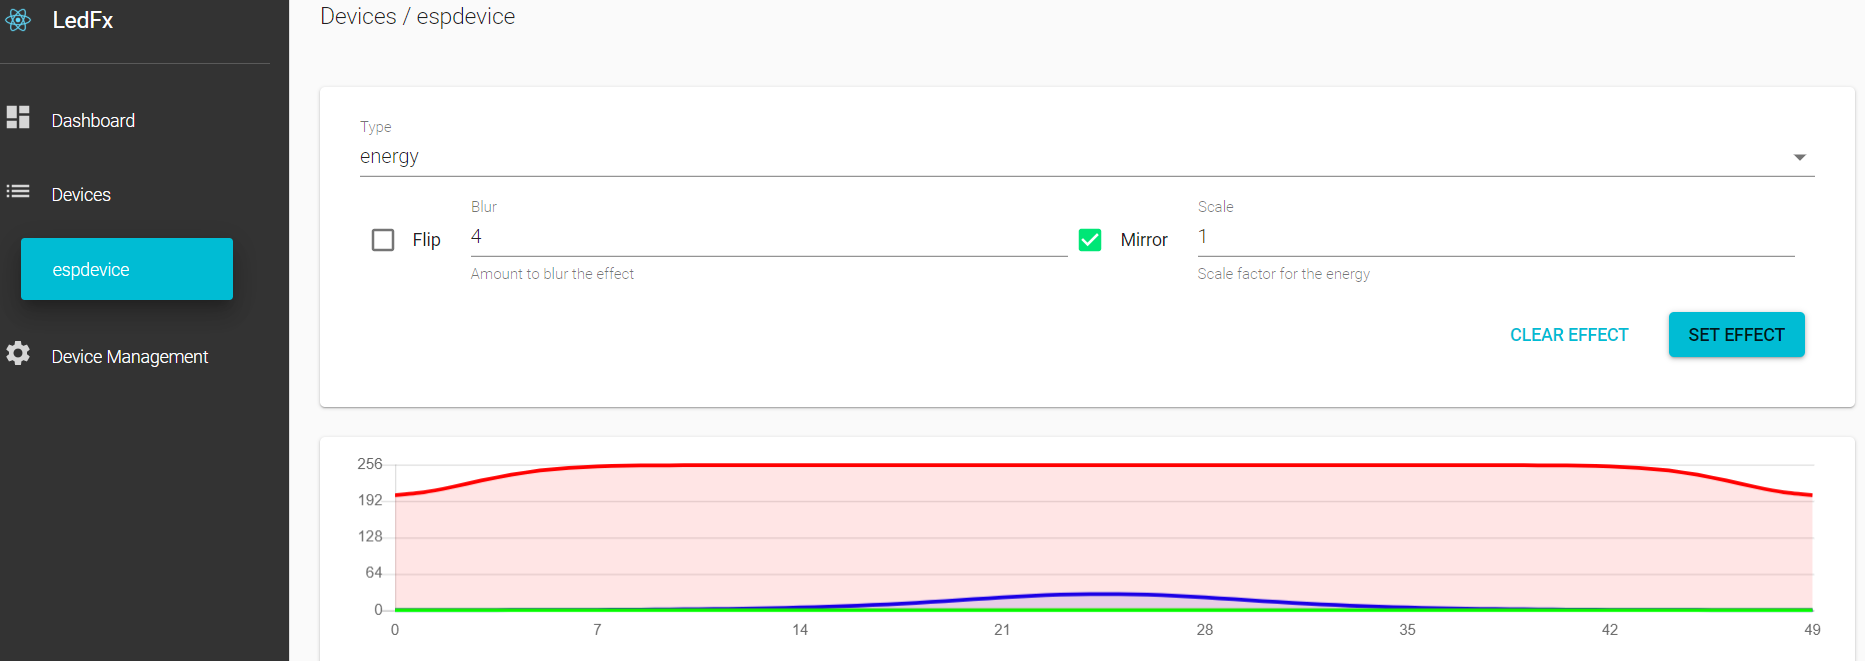 LedFx
Dashboard
Devices
espdevice
Device Management
Devices / espdevice
Type
energy
Flip
Blur
4
Amount to blur the effect
Mirror
Scale
1
Scale factor for the energy
CLEAR EFFECT
SET EFFECT
256
192
128
64
0
0 7 14 21 28 35 42 49